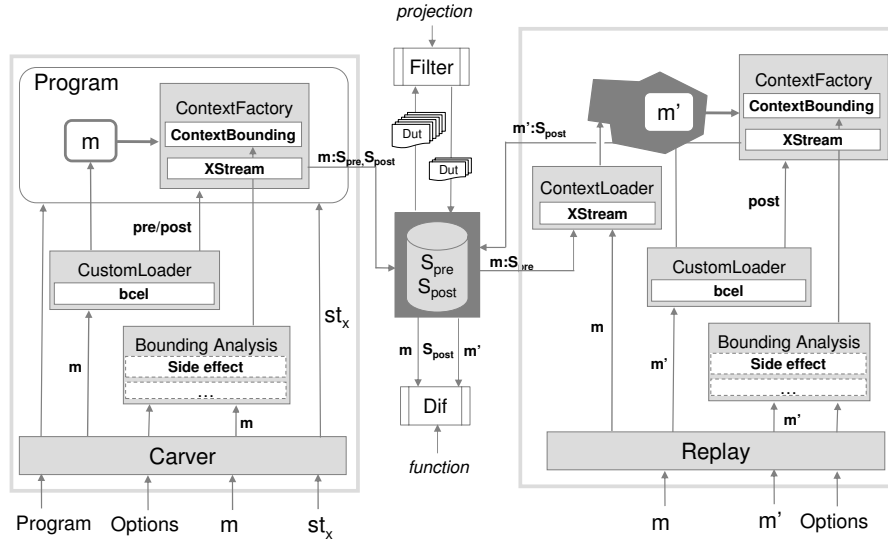 projection
Filter
Dut
Dut
Program
m
ContextFactory
ContextBounding
XStream
m:S_pre,S_post
pre/post
CustomLoader
bcel
Bounding Analysis
Side effect
...
m
m
st_x
Carver
Program
Options
m
st_x
S_pre
S_post
m
S_post
m'
Dif
function
m'
m':S_post
ContextFactory
ContextBounding
XStream
ContextLoader
XStream
m:S_pre
post
CustomLoader
bcel
m
m'
Bounding Analysis
Side effect
...
m'
Replay
m
m'
Options